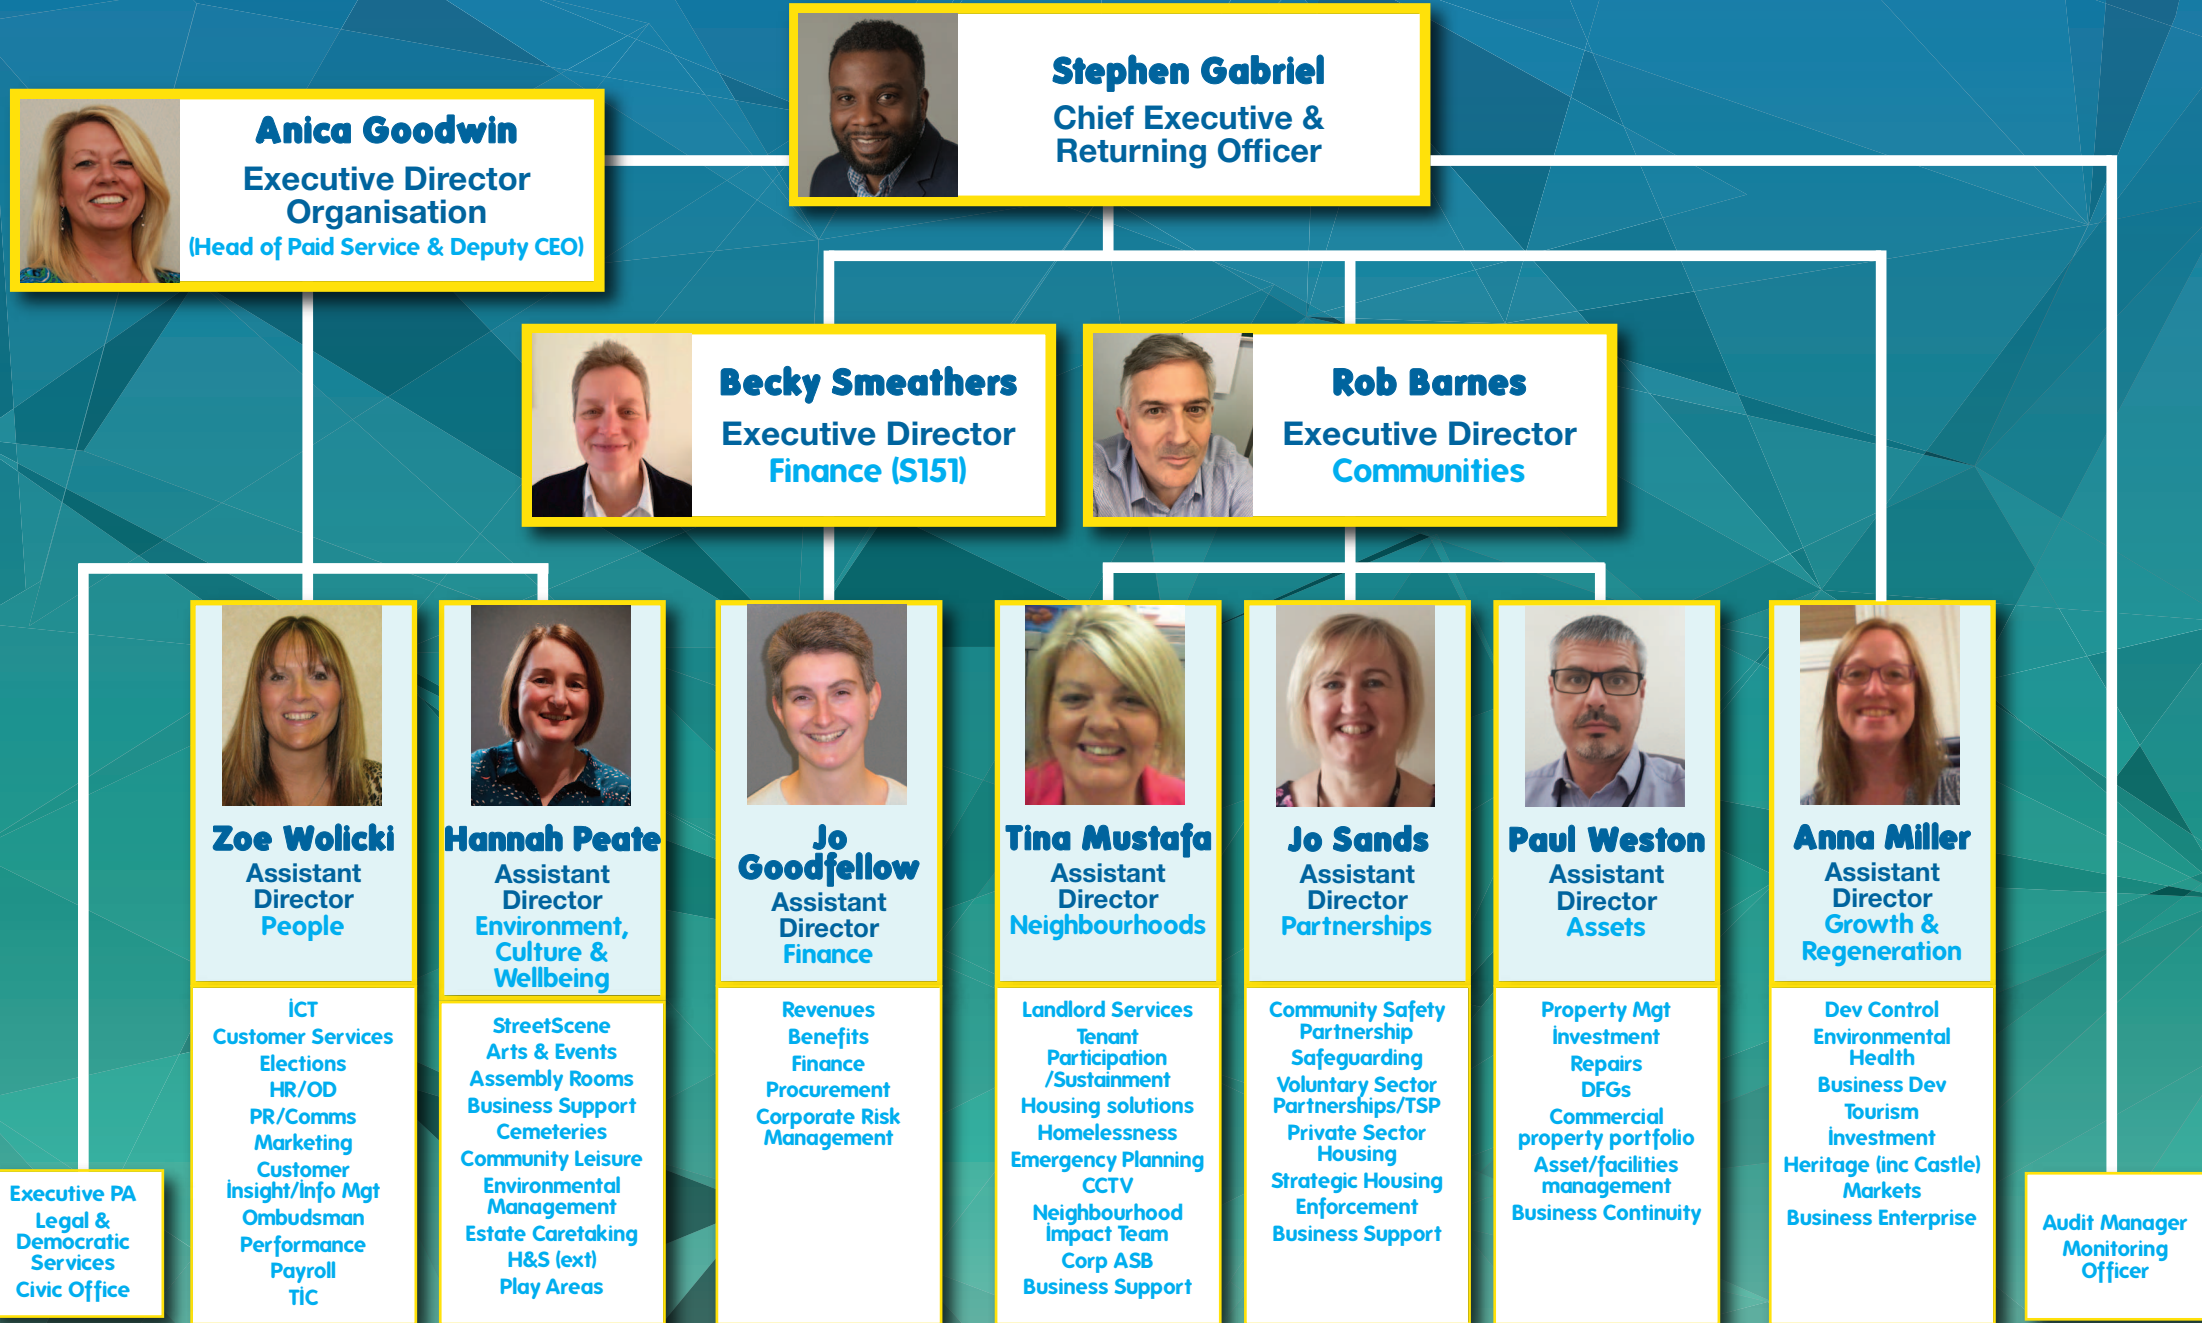 Stephen Gabriel
Chief Executive &
Returning Officer
Anica Goodwin
Executive Director
Organisation
(Head of Paid Service & Deputy CEO)
Becky Smeathers
Executive Director
Finance (S151)
Rob Barnes
Executive Director
Communities
Zoe Wolicki
Assistant
Director
People
Hannah Peate
Assistant
Director
Environment,
Culture &
Wellbeing
Jo
Goodfellow
Assistant
Director
Finance
Tina Mustafa
Assistant
Director
Neighbourhoods
Jo Sands
Assistant
Director
Partnerships
Paul Weston
Assistant
Director
Assets
Anna Miller
Assistant
Director
Growth &
Regeneration
Executive PA
Legal &
Democratic
Services
Civic Office
ICT
Customer Services
Elections
HR/OD
PR/Comms
Marketing
Customer
Insight/Info Mgt
Ombudsman
Performance
Payroll
TIC
StreetScene
Arts & Events
Assembly Rooms
Business Support
Cemeteries
Community Leisure
Environmental
Management
Estate Caretaking
H&S (ext)
Play Areas
Revenues
Benefits
Finance
Procurement
Corporate Risk
Management
Landlord Services
Tenant
Participation
/Sustainment
Housing solutions
Homelessness
Emergency Planning
CCTV
Neighbourhood
Impact Team
Corp ASB
Business Support
Community Safety
Partnership
Safeguarding
Voluntary Sector
Partnerships/TSP
Private Sector
Housing
Strategic Housing
Enforcement
Business Support
Property Mgt
Investment
Repairs
DFGs
Commercial
property portfolio
Asset/facilities
management
Business Continuity
Dev Control
Environmental
Health
Business Dev
Tourism
Investment
Heritage (inc Castle)
Markets
Business Enterprise
Audit Manager
Monitoring
Officer